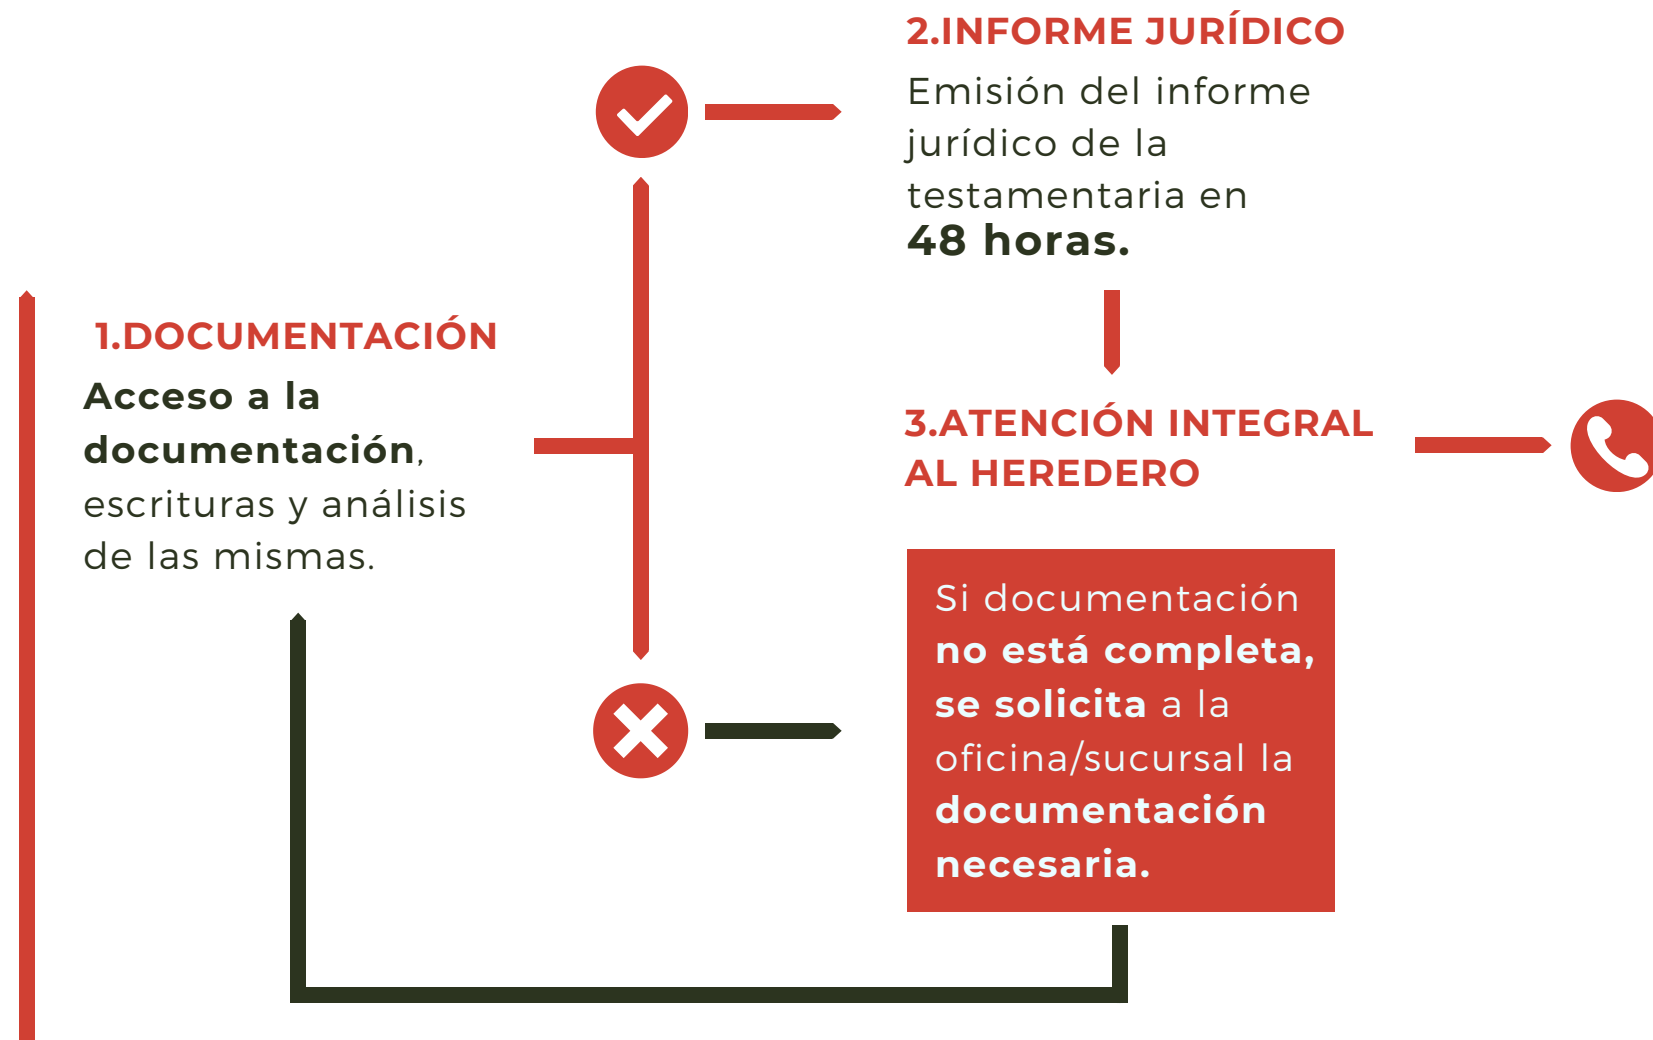 1.DOCUMENTACIÓN
Acceso a la
documentación,
escrituras y análisis
de las mismas.
2.INFORME JURÍDICO
Emisión del informe
jurídico de la
testamentaria en
48 horas.
3.ATENCIÓN INTEGRAL
AL HEREDERO
Si documentación
no está completa,
se solicita a la
oficina/sucursal la
documentación
necesaria.